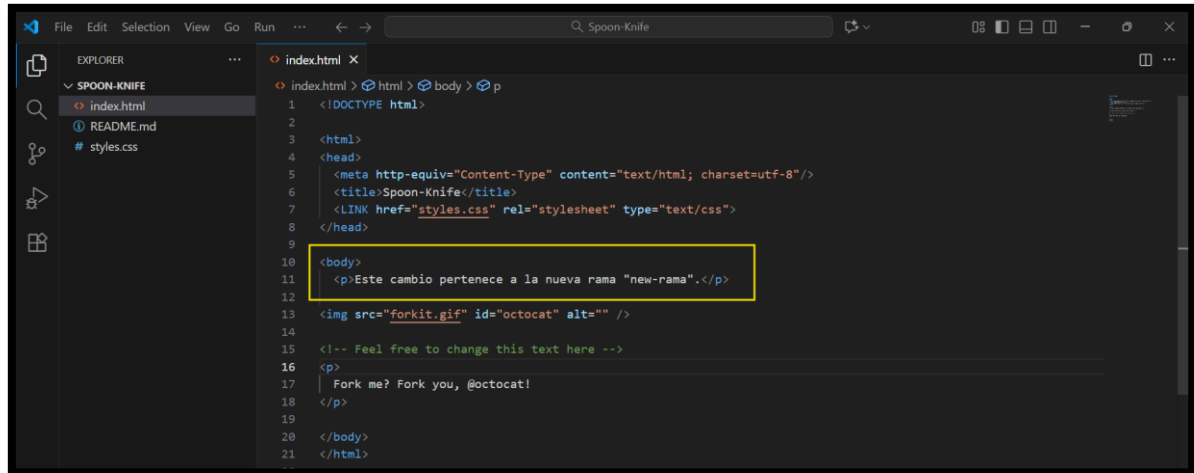 File Edit Selection View Go Run ··· Spoon-Knife
EXPLORER ···
SPOON-KNIFE
index.html
README.md
# styles.css
index.html
index.html > html > body > p
1 <!DOCTYPE html>
2
3 <html>
4 <head>
5 <meta http-equiv="Content-Type" content="text/html; charset=utf-8"/>
6 <title>Spoon-Knife</title>
7 <LINK href="styles.css" rel="stylesheet" type="text/css">
8 </head>
9
10 <body>
11 <p>Este cambio pertenece a la nueva rama "new-rama".</p>
12
13 <img src="forkit.gif" id="octocat" alt="" />
14
15 <!-- Feel free to change this text here -->
16 <p>
17 Fork me? Fork you, @octocat!
18 </p>
19
20 </body>
21 </html>